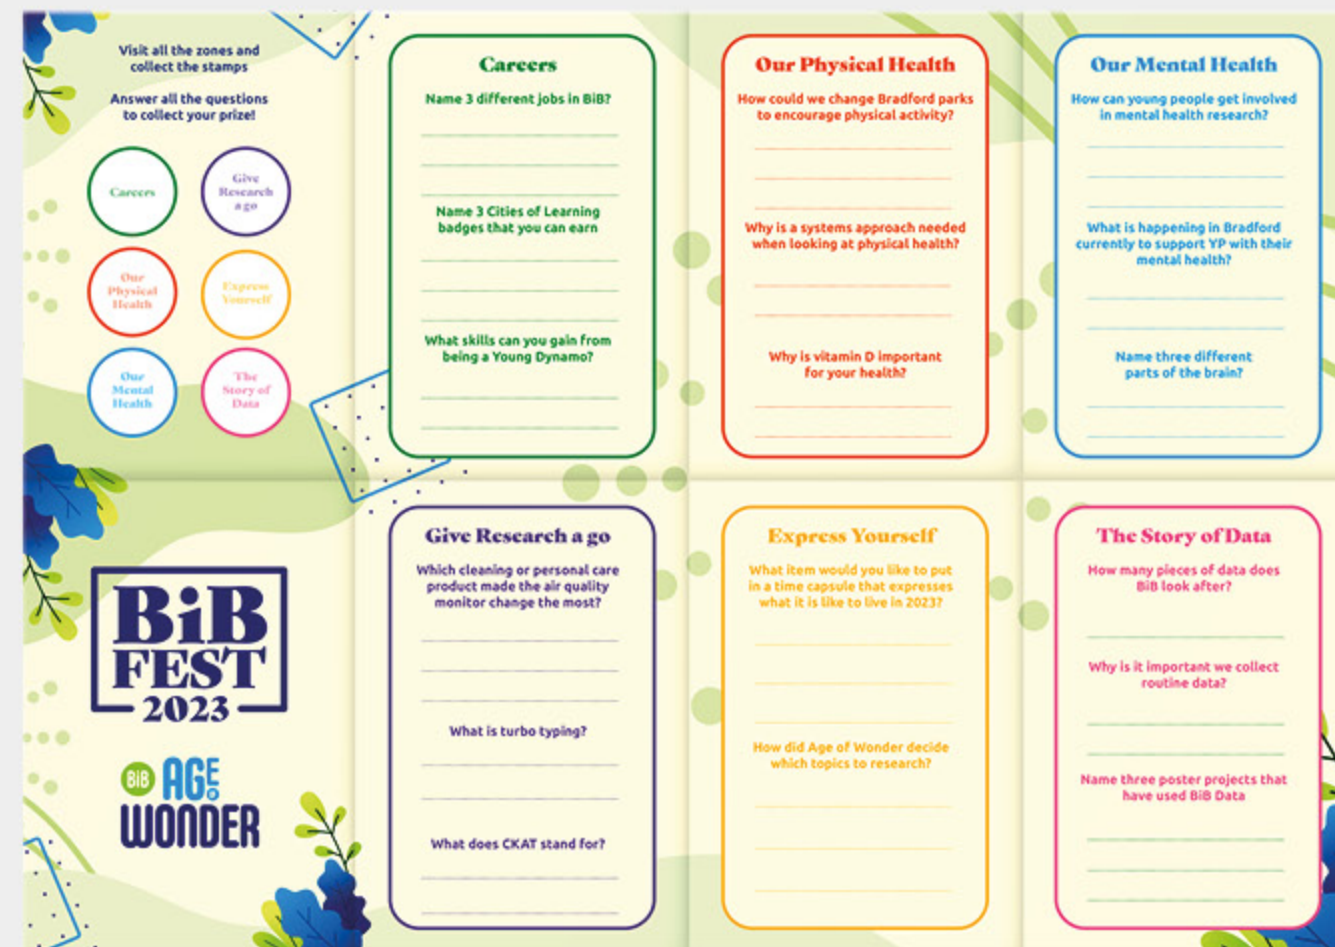 Visit all the zones and
collect the stamps
Answer all the questions
to collect your prize!
Careers
Give
Research
a go
Our
Physical
Health
Express
Yourself
Our
Mental
Health
The
Story of
Data
Careers
Name 3 different jobs in BiB?
Name 3 Cities of Learning
badges that you can earn
What skills can you gain from
being a Young Dynamo?
Our Physical Health
How could we change Bradford parks
to encourage physical activity?
Why is a systems approach needed
when looking at physical health?
Why is vitamin D important
for your health?
Our Mental Health
How can young people get involved
in mental health research?
What is happening in Bradford
currently to support YP with their
mental health?
Name three different
parts of the brain?
BiB
FEST
2023
BiB AGE
OF
WONDER
Give Research a go
Which cleaning or personal care
product made the air quality
monitor change the most?
What is turbo typing?
What does CKAT stand for?
Express Yourself
What item would you like to put
in a time capsule that expresses
what it is like to live in 2023?
How did Age of Wonder decide
which topics to research?
The Story of Data
How many pieces of data does
BiB look after?
Why is it important we collect
routine data?
Name three poster projects that
have used BiB Data